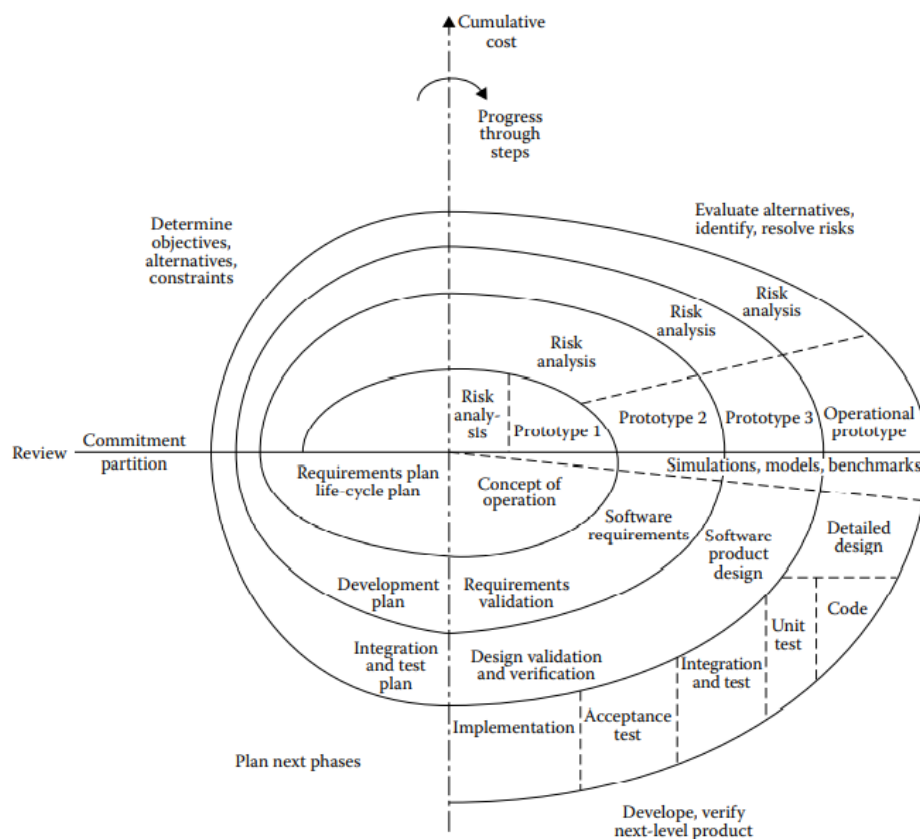 Cumulative
cost
Progress
through
steps
Determine
objectives,
alternatives,
constraints
Evaluate alternatives,
identify, resolve risks
Risk
analysis
Risk
analysis
Risk
analysis
Risk
analy-
sis
Prototype 1
Prototype 2
Prototype 3
Operational
prototype
Review
Commitment
partition
Simulations, models, benchmarks
Requirements plan
life-cycle plan
Concept of
operation
Software
requirements
Software
product
design
Detailed
design
Development
plan
Requirements
validation
Code
Unit
test
Integration
and test
plan
Design validation
and verification
Integration
and test
Implementation
Acceptance
test
Plan next phases
Develope, verify
next-level product